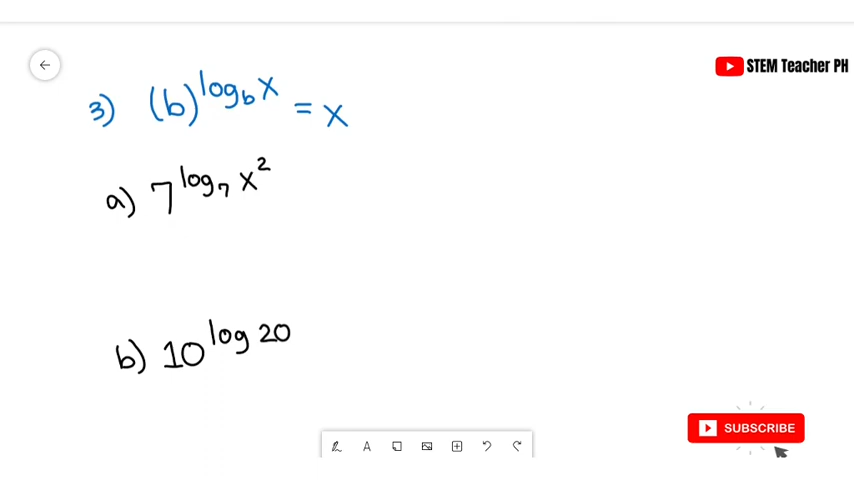 STEM Teacher PH
3) (b)^{log_b x} = x
a) 7^{log_7 x^2}
b) 10^{log 20}
A
SUBSCRIBE